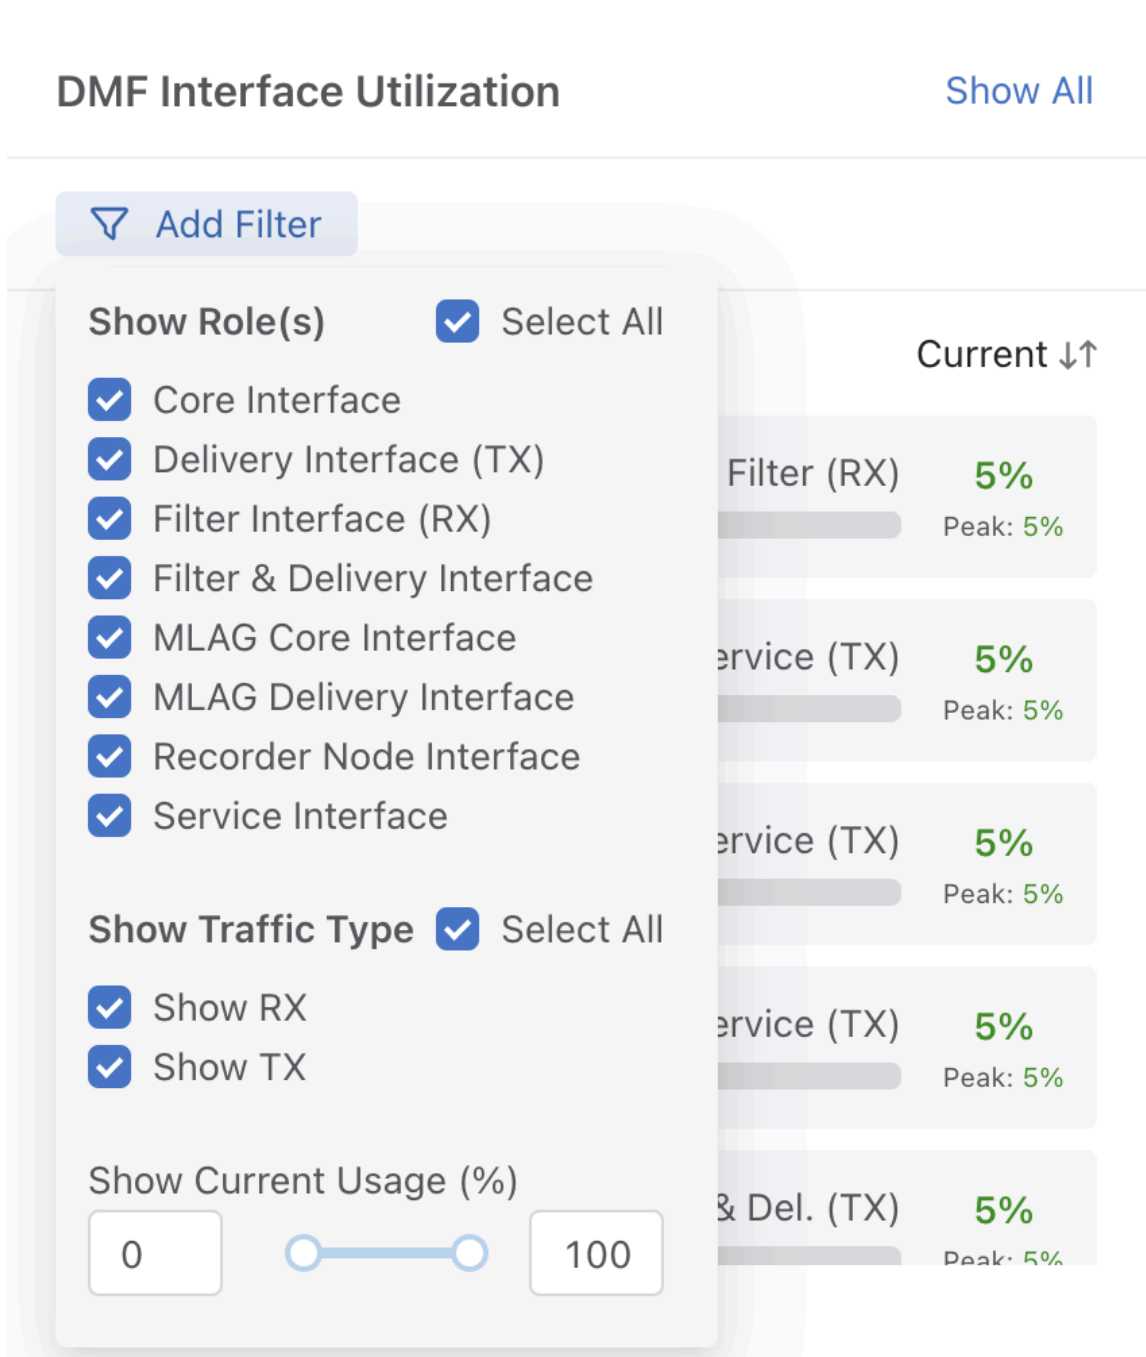 DMF Interface Utilization Show All
Add Filter
Show Role(s) Select All
Current
Core Interface
Delivery Interface (TX)
Filter (RX) 5%
Filter Interface (RX)
Peak: 5%
Filter & Delivery Interface
MLAG Core Interface
ervice (TX) 5%
MLAG Delivery Interface
Peak: 5%
Recorder Node Interface
Service Interface
ervice (TX) 5%
Peak: 5%
Show Traffic Type Select All
Show RX
ervice (TX) 5%
Show TX
Peak: 5%
Show Current Usage (%)
& Del. (TX) 5%
0 100
Peak: 5%